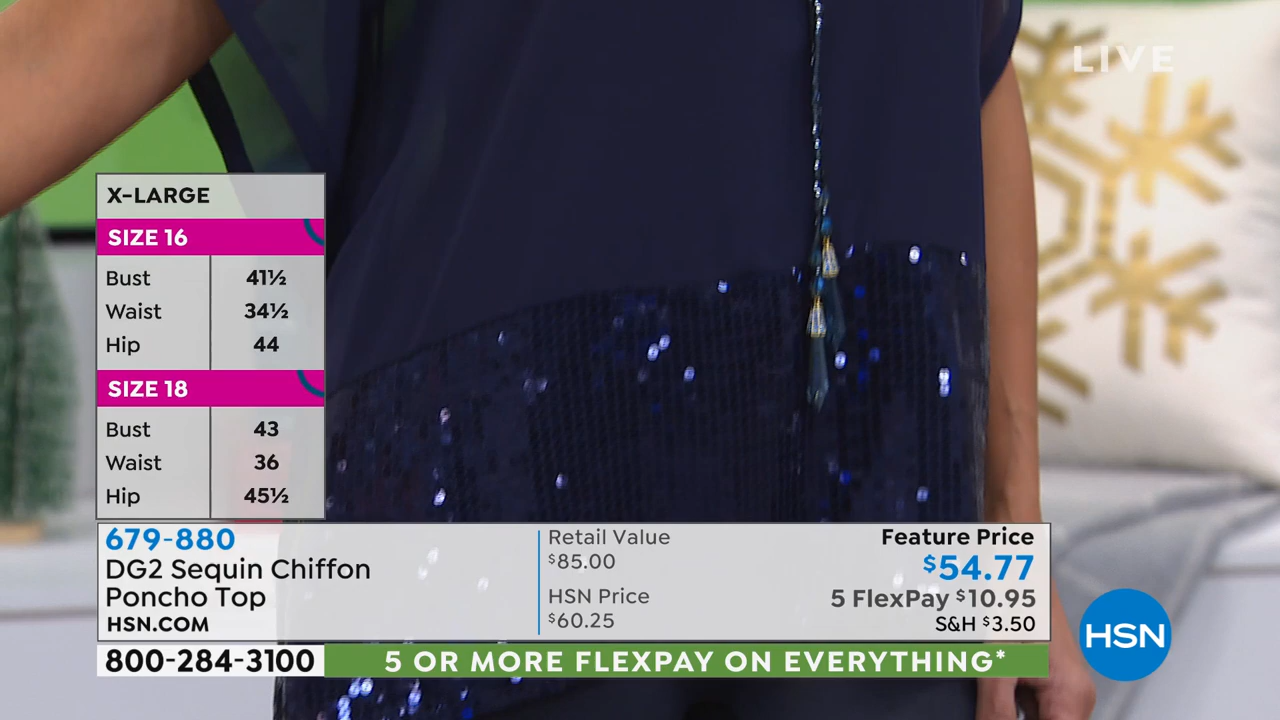 LIVE
X-LARGE
SIZE 16
Bust 41½
Waist 34½
Hip 44
SIZE 18
Bust 43
Waist 36
Hip 45½
679-880
DG2 Sequin Chiffon
Poncho Top
HSN.COM
Retail Value
$85.00
HSN Price
$60.25
Feature Price
$54.77
5 FlexPay $10.95
S&H $3.50
HSN
800-284-3100
5 OR MORE FLEXPAY ON EVERYTHING*